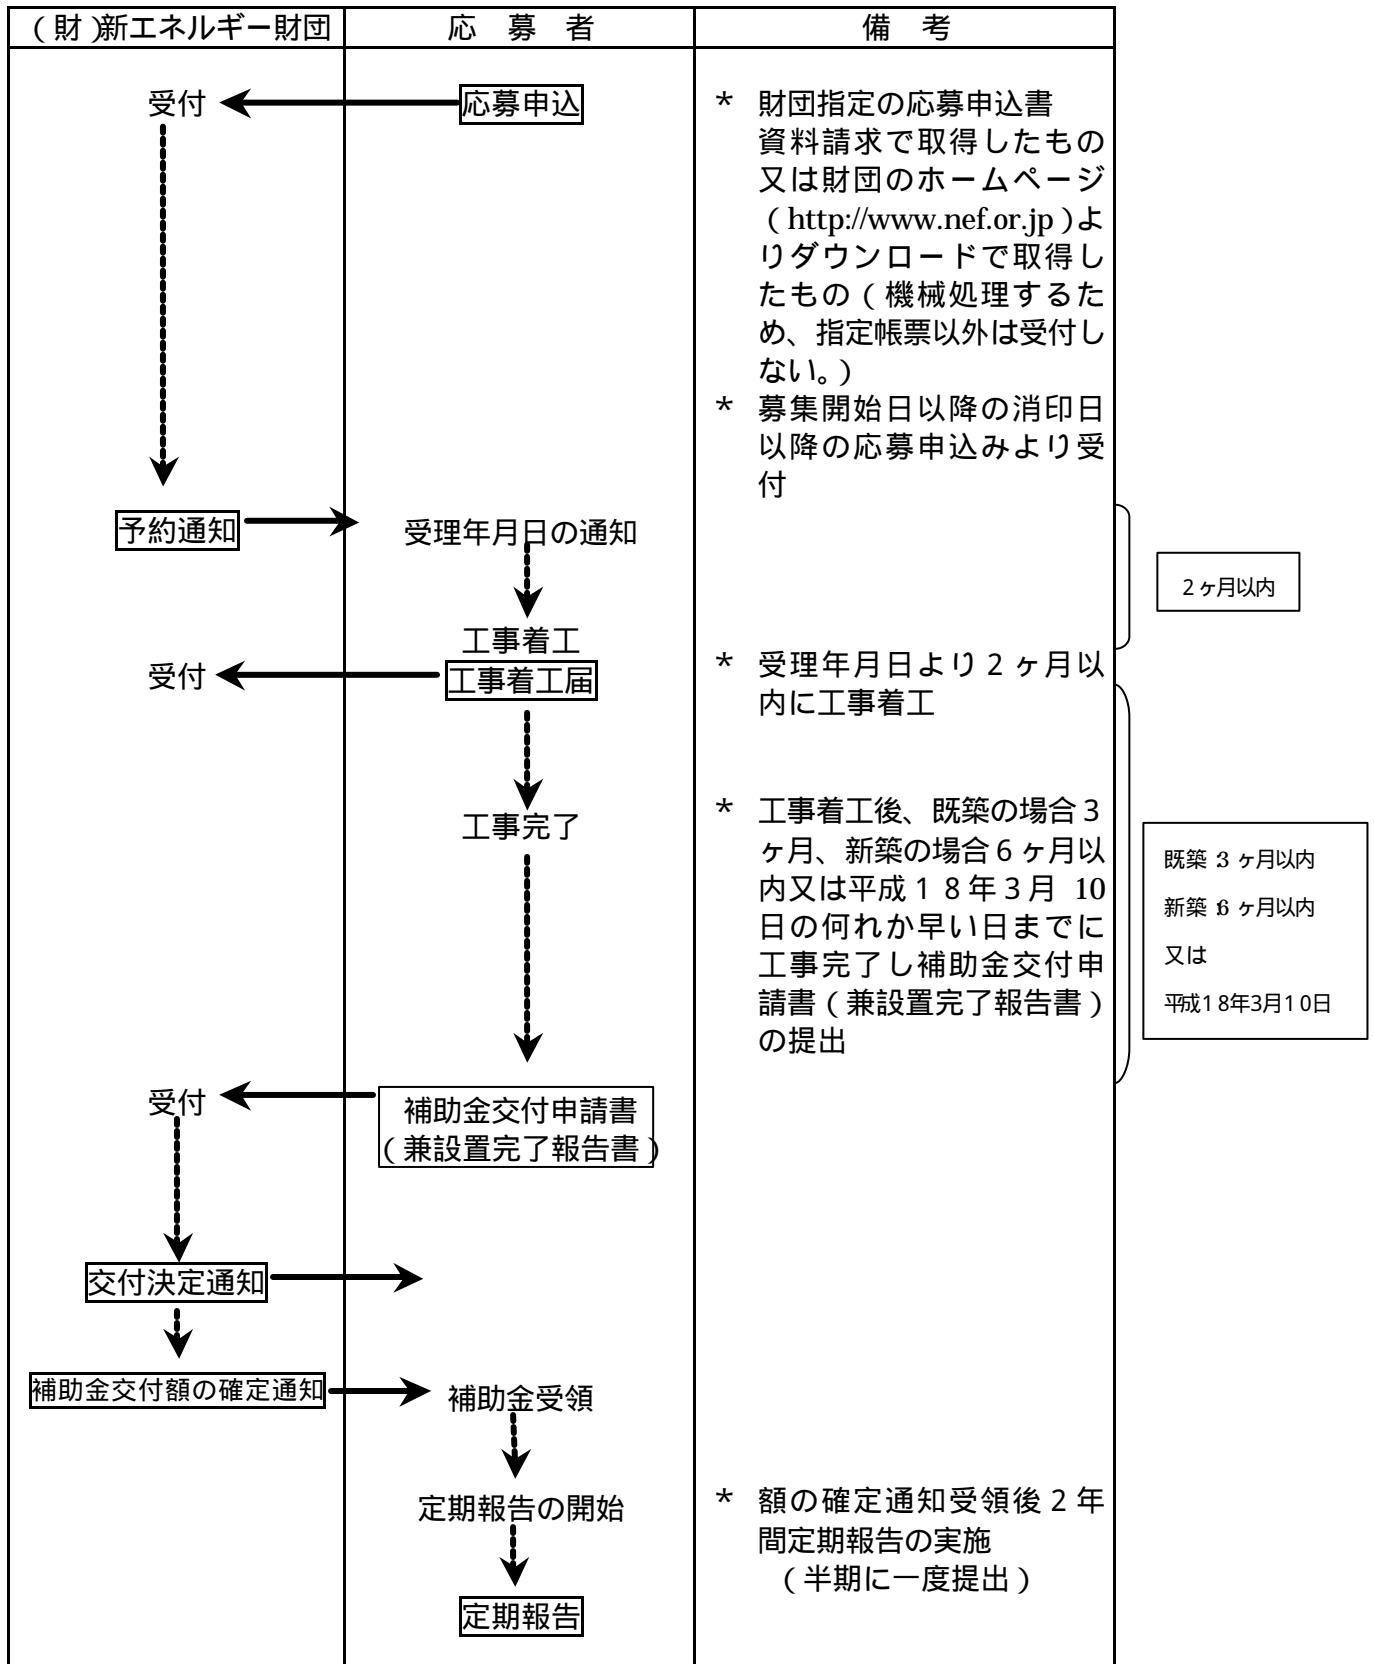 （財）新エネルギー財団
応　募　者
備　考
受付
応募申込
＊ 財団指定の応募申込書
資料請求で取得したもの
又は財団のホームページ
（http://www.nef.or.jp）よ
りダウンロードで取得し
たもの（機械処理するた
め、指定帳票以外は受付し
ない。）
＊ 募集開始日以降の消印日
以降の応募申込みより受
付
予約通知
受理年月日の通知
2ヶ月以内
工事着工
受付
工事着工届
＊ 受理年月日より２ヶ月以
内に工事着工
工事完了
＊ 工事着工後、既築の場合３
ヶ月、新築の場合６ヶ月以
内又は平成１８年３月 10
日の何れか早い日までに
工事完了し補助金交付申
請書（兼設置完了報告書）
の提出
既築:3ヶ月以内
新築:6ヶ月以内
又は
平成18年3月10日
受付
補助金交付申請書
（兼設置完了報告書）
交付決定通知
補助金交付額の確定通知
補助金受領
定期報告の開始
＊ 額の確定通知受領後２年
間定期報告の実施
（半期に一度提出）
定期報告